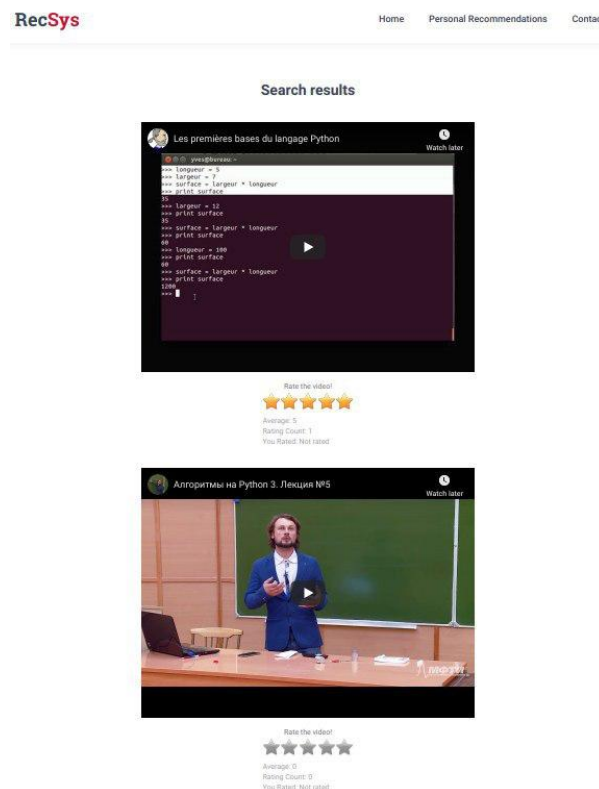 RecSys
Home Personal Recommendations Contac
Search results
Les premières bases du langage Python
Watch later
yves@bureau: ~
>>> longueur = 5
>>> largeur = 7
>>> surface = largeur * longueur
>>> print surface
35
>>> largeur = 12
>>> print surface
35
>>> surface = largeur * longueur
>>> print surface
60
>>> longueur = 100
>>> print surface
60
>>> surface = largeur * longueur
>>> print surface
1200
>>>
Rate the video!
Average: 5
Rating Count: 1
You Rated: Not rated
Алгоритмы на Python 3. Лекция №5
Watch later
МФТИ
Rate the video!
Average: 0
Rating Count: 0
You Rated: Not rated